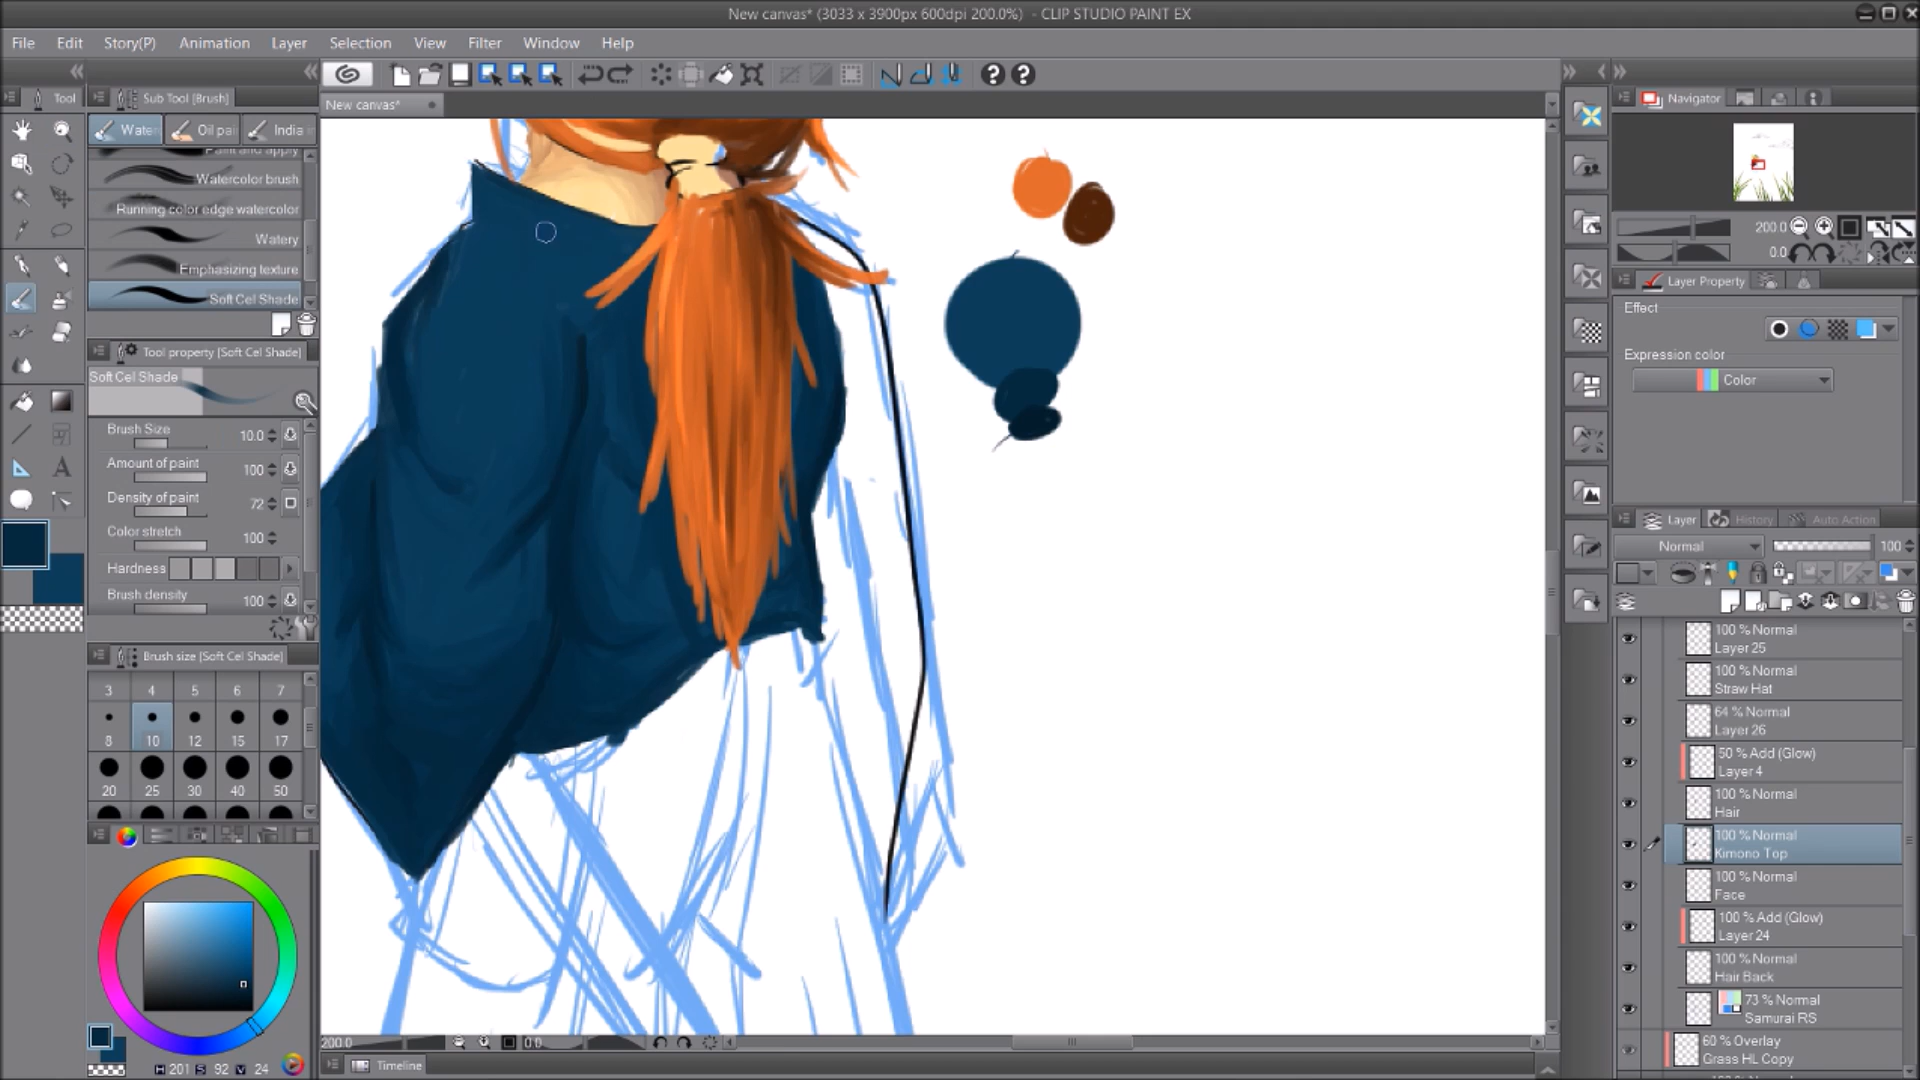 New canvas* (3033 x 3900px 600dpi 200.0%) - CLIP STUDIO PAINT EX
File Edit Story(P) Animation Layer Selection View Filter Window Help
Tool
Sub Tool [Brush]
New canvas*
Navigator
Water
Oil pai
India
Paint and apply
Watercolor brush
Running color edge watercolor
Watery
Emphasizing texture
Soft Cel Shade
Tool property [Soft Cel Shade]
Soft Cel Shade
Brush Size 10.0
Amount of paint 100
Density of paint 72
Color stretch 100
Hardness
Brush density 100
Brush size [Soft Cel Shade]
3 4 5 6 7
8 10 12 15 17
20 25 30 40 50
H 201 S 92 V 24
200.0
0.0
Timeline
200.0
0.0
Layer Property
Effect
Expression color
Color
Layer
History
Auto Action
Normal
100
100 % Normal
Layer 25
100 % Normal
Straw Hat
64 % Normal
Layer 26
50 % Add (Glow)
Layer 4
100 % Normal
Hair
100 % Normal
Kimono Top
100 % Normal
Face
100 % Add (Glow)
Layer 24
100 % Normal
Hair Back
73 % Normal
Samurai RS
60 % Overlay
Grass HL Copy